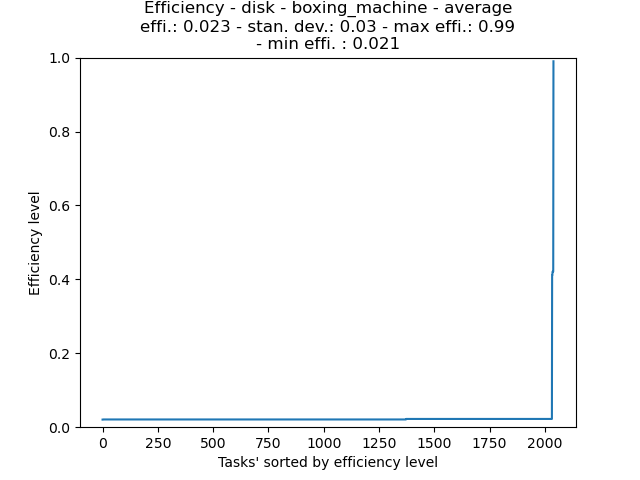 Efficiency - disk - boxing_machine - average
effi.: 0.023 - stan. dev.: 0.03 - max effi.: 0.99
- min effi. : 0.021
1.0
0.8
0.6
0.4
0.2
0.0
Efficiency level
0 250 500 750 1000 1250 1500 1750 2000
Tasks' sorted by efficiency level